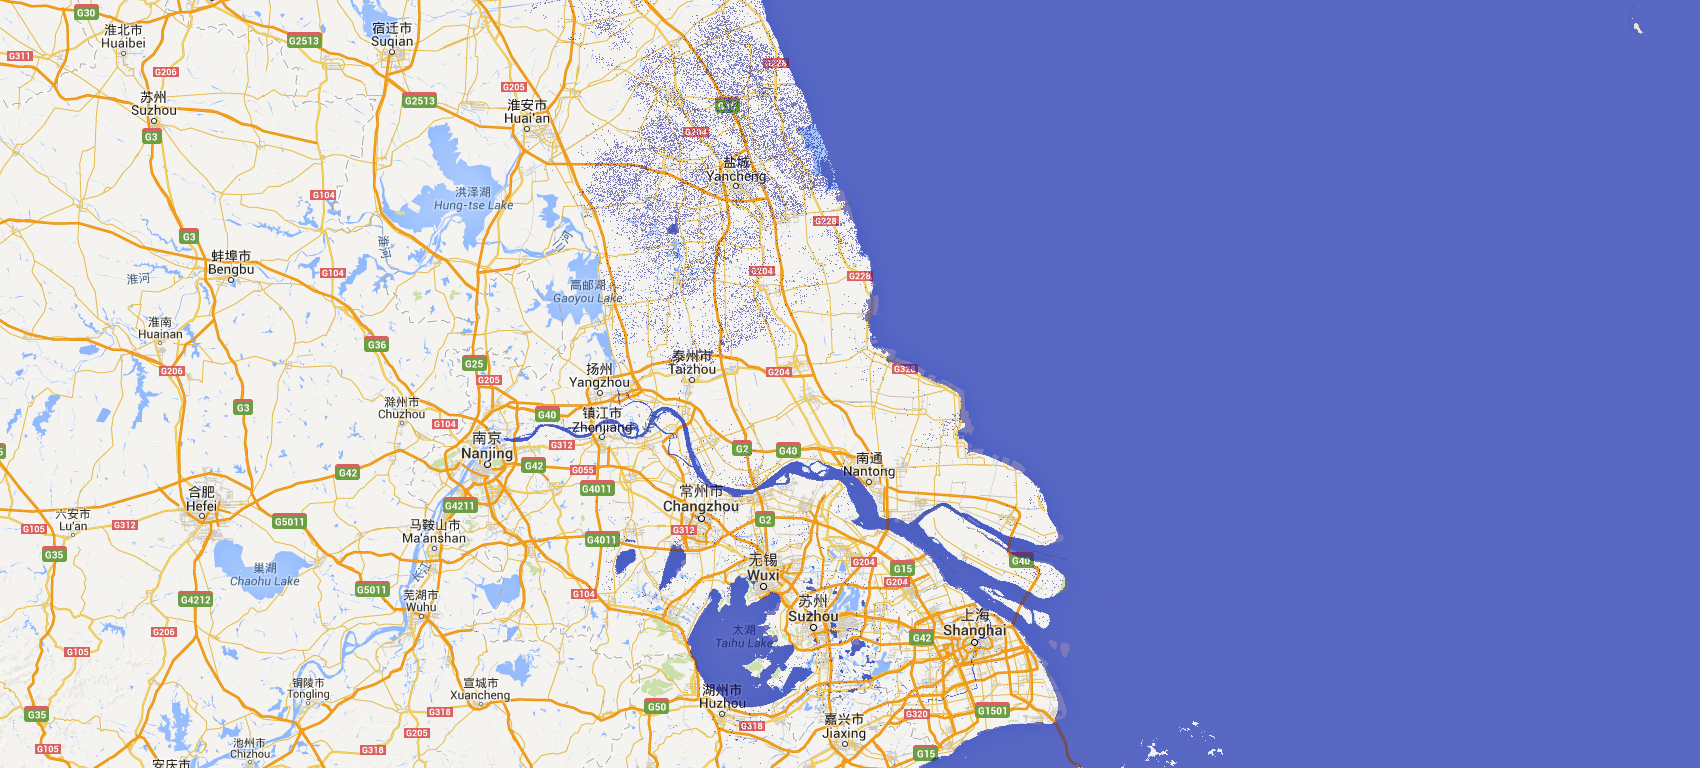 G30
淮北市
Huaibei
G311
G206
苏州
Suzhou
G3
G2513
宿迁市
Suqian
G2513
G205
淮安市
Huai'an
G228
G204
盐城
Yancheng
G228
G104
洪泽湖
Hung-tse Lake
G3
蚌埠市
Bengbu
淮河
淮河
G104
三河
高邮湖
Gaoyou Lake
G204
G228
淮南
Huainan
G206
G36
G25
G205
扬州
Yangzhou
泰州市
Taizhou
G204
G328
G3
滁州市
Chuzhou
G104
G40
镇江市
Zhenjiang
南京
Nanjing
G312
G42
G42
G055
G4011
G2
G40
南通
Nantong
合肥
Hefei
六安市
Lu'an
G105
G312
G5011
G4211
马鞍山市
Ma'anshan
常州市
Changzhou
G2
G312
G4011
G35
巢湖
Chaohu Lake
长江
G5011
芜湖市
Wuhu
G4212
G206
G104
无锡
Wuxi
G204
G15
G204
G40
苏州
Suzhou
太湖
Taihu Lake
上海
Shanghai
G42
G105
铜陵市
Tongling
宣城市
Xuancheng
G318
G205
G50
湖州市
Huzhou
G318
G320
G1501
嘉兴市
Jiaxing
G15
G35
G105
池州市
Chizhou
G318
安庆市